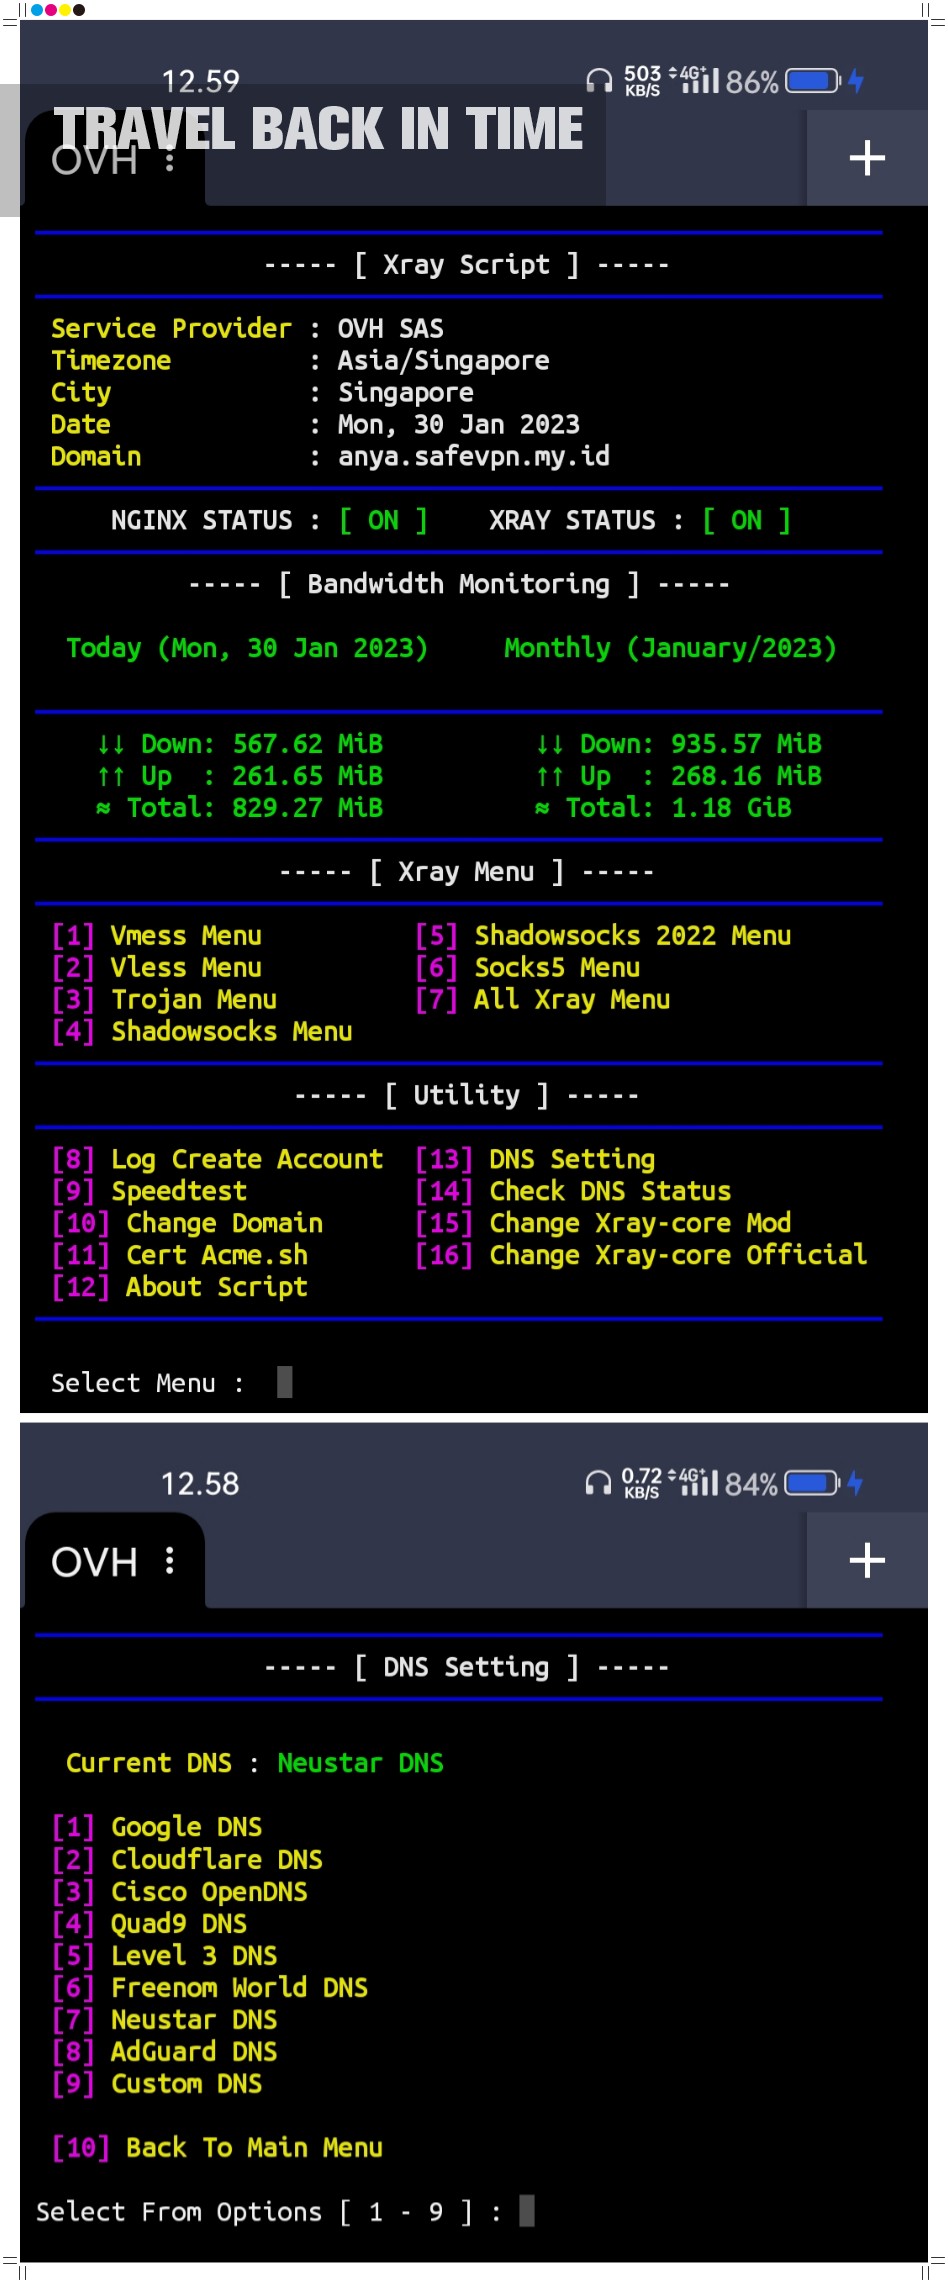 12.59 503 KB/S 4G+ 86%
TRAVEL BACK IN TIME
OVH
----- [ Xray Script ] -----
Service Provider : OVH SAS
Timezone : Asia/Singapore
City : Singapore
Date : Mon, 30 Jan 2023
Domain : anya.safevpn.my.id
NGINX STATUS : [ ON ] XRAY STATUS : [ ON ]
----- [ Bandwidth Monitoring ] -----
Today (Mon, 30 Jan 2023) Monthly (January/2023)
↓↓ Down: 567.62 MiB ↓↓ Down: 935.57 MiB
↑↑ Up : 261.65 MiB ↑↑ Up : 268.16 MiB
≈ Total: 829.27 MiB ≈ Total: 1.18 GiB
----- [ Xray Menu ] -----
[1] Vmess Menu [5] Shadowsocks 2022 Menu
[2] Vless Menu [6] Socks5 Menu
[3] Trojan Menu [7] All Xray Menu
[4] Shadowsocks Menu
----- [ Utility ] -----
[8] Log Create Account [13] DNS Setting
[9] Speedtest [14] Check DNS Status
[10] Change Domain [15] Change Xray-core Mod
[11] Cert Acme.sh [16] Change Xray-core Official
[12] About Script
Select Menu :
12.58 0.72 KB/S 4G+ 84%
OVH
----- [ DNS Setting ] -----
Current DNS : Neustar DNS
[1] Google DNS
[2] Cloudflare DNS
[3] Cisco OpenDNS
[4] Quad9 DNS
[5] Level 3 DNS
[6] Freenom World DNS
[7] Neustar DNS
[8] AdGuard DNS
[9] Custom DNS
[10] Back To Main Menu
Select From Options [ 1 - 9 ] :